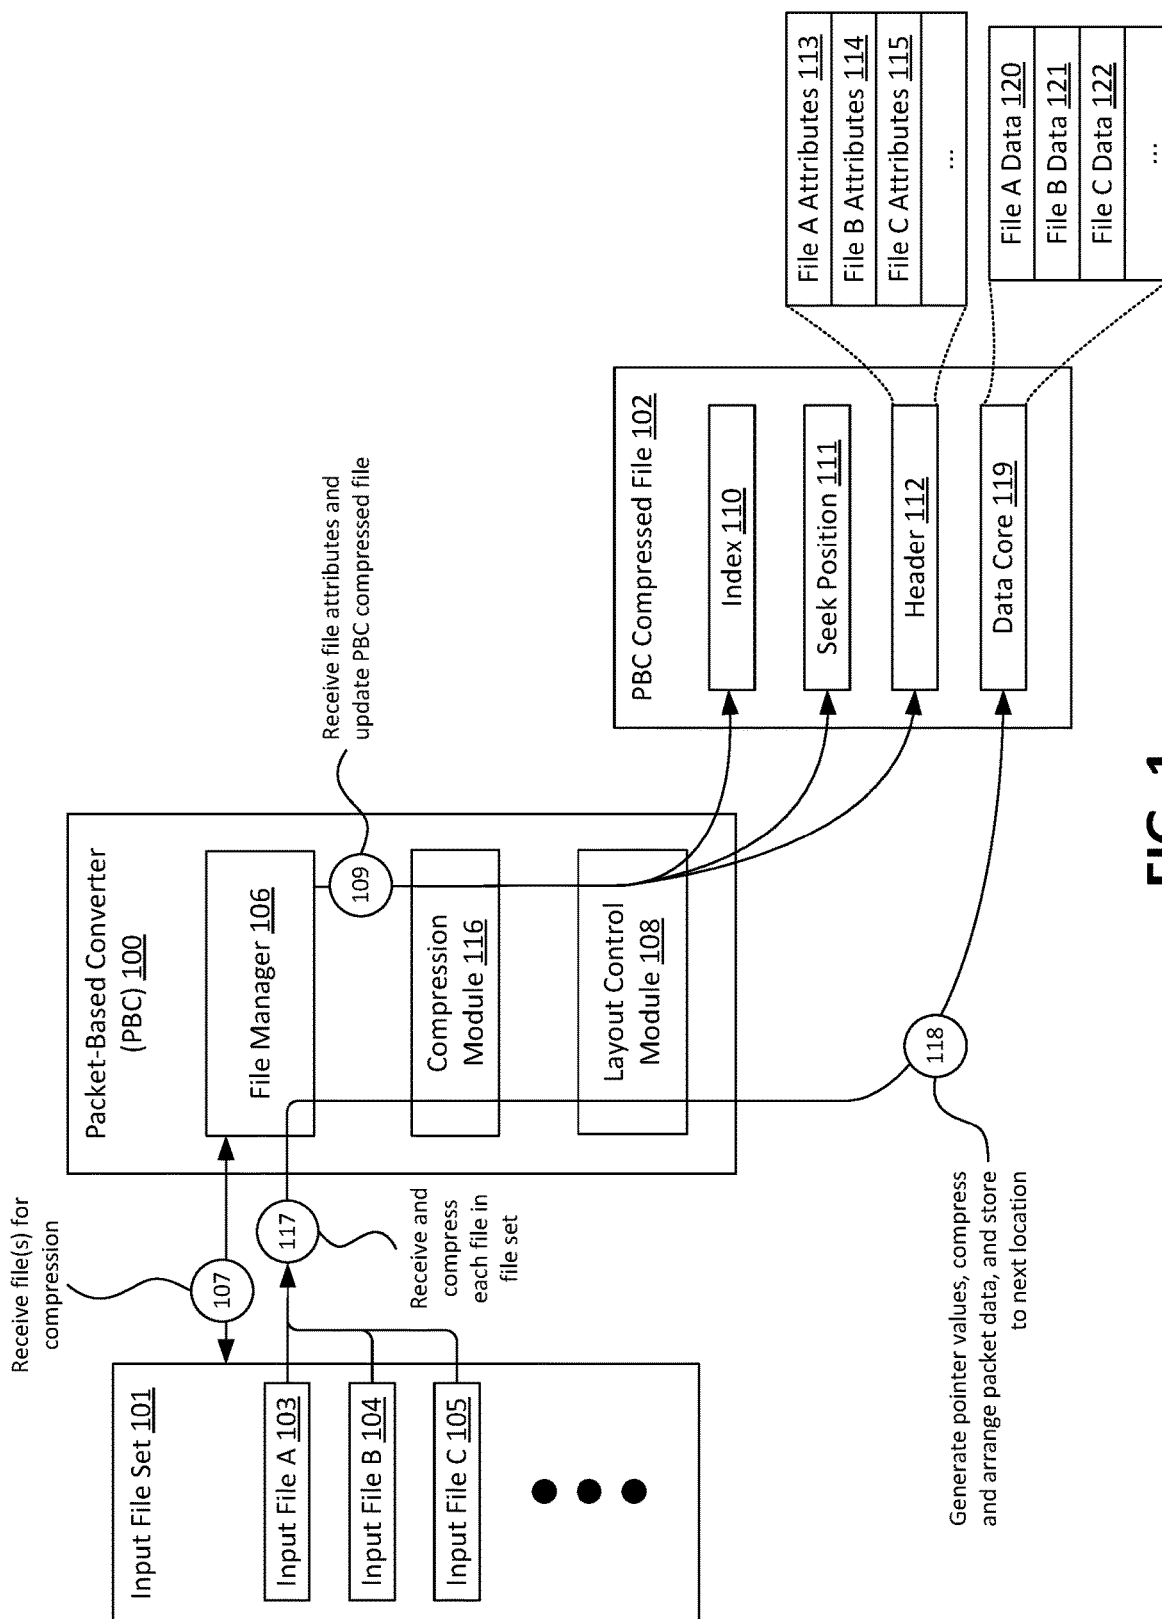 Receive file(s) for
compression
107
Input File Set 101
Input File A 103
Input File B 104
Input File C 105
117
Receive and
compress
each file in
file set
Packet-Based Converter
(PBC) 100
File Manager 106
109
Receive file attributes and
update PBC compressed file
Compression
Module 116
Layout Control
Module 108
118
Generate pointer values, compress
and arrange packet data, and store
to next location
PBC Compressed File 102
Index 110
Seek Position 111
Header 112
Data Core 119
File A Attributes 113
File B Attributes 114
File C Attributes 115
...
File A Data 120
File B Data 121
File C Data 122
...
FIG. 1